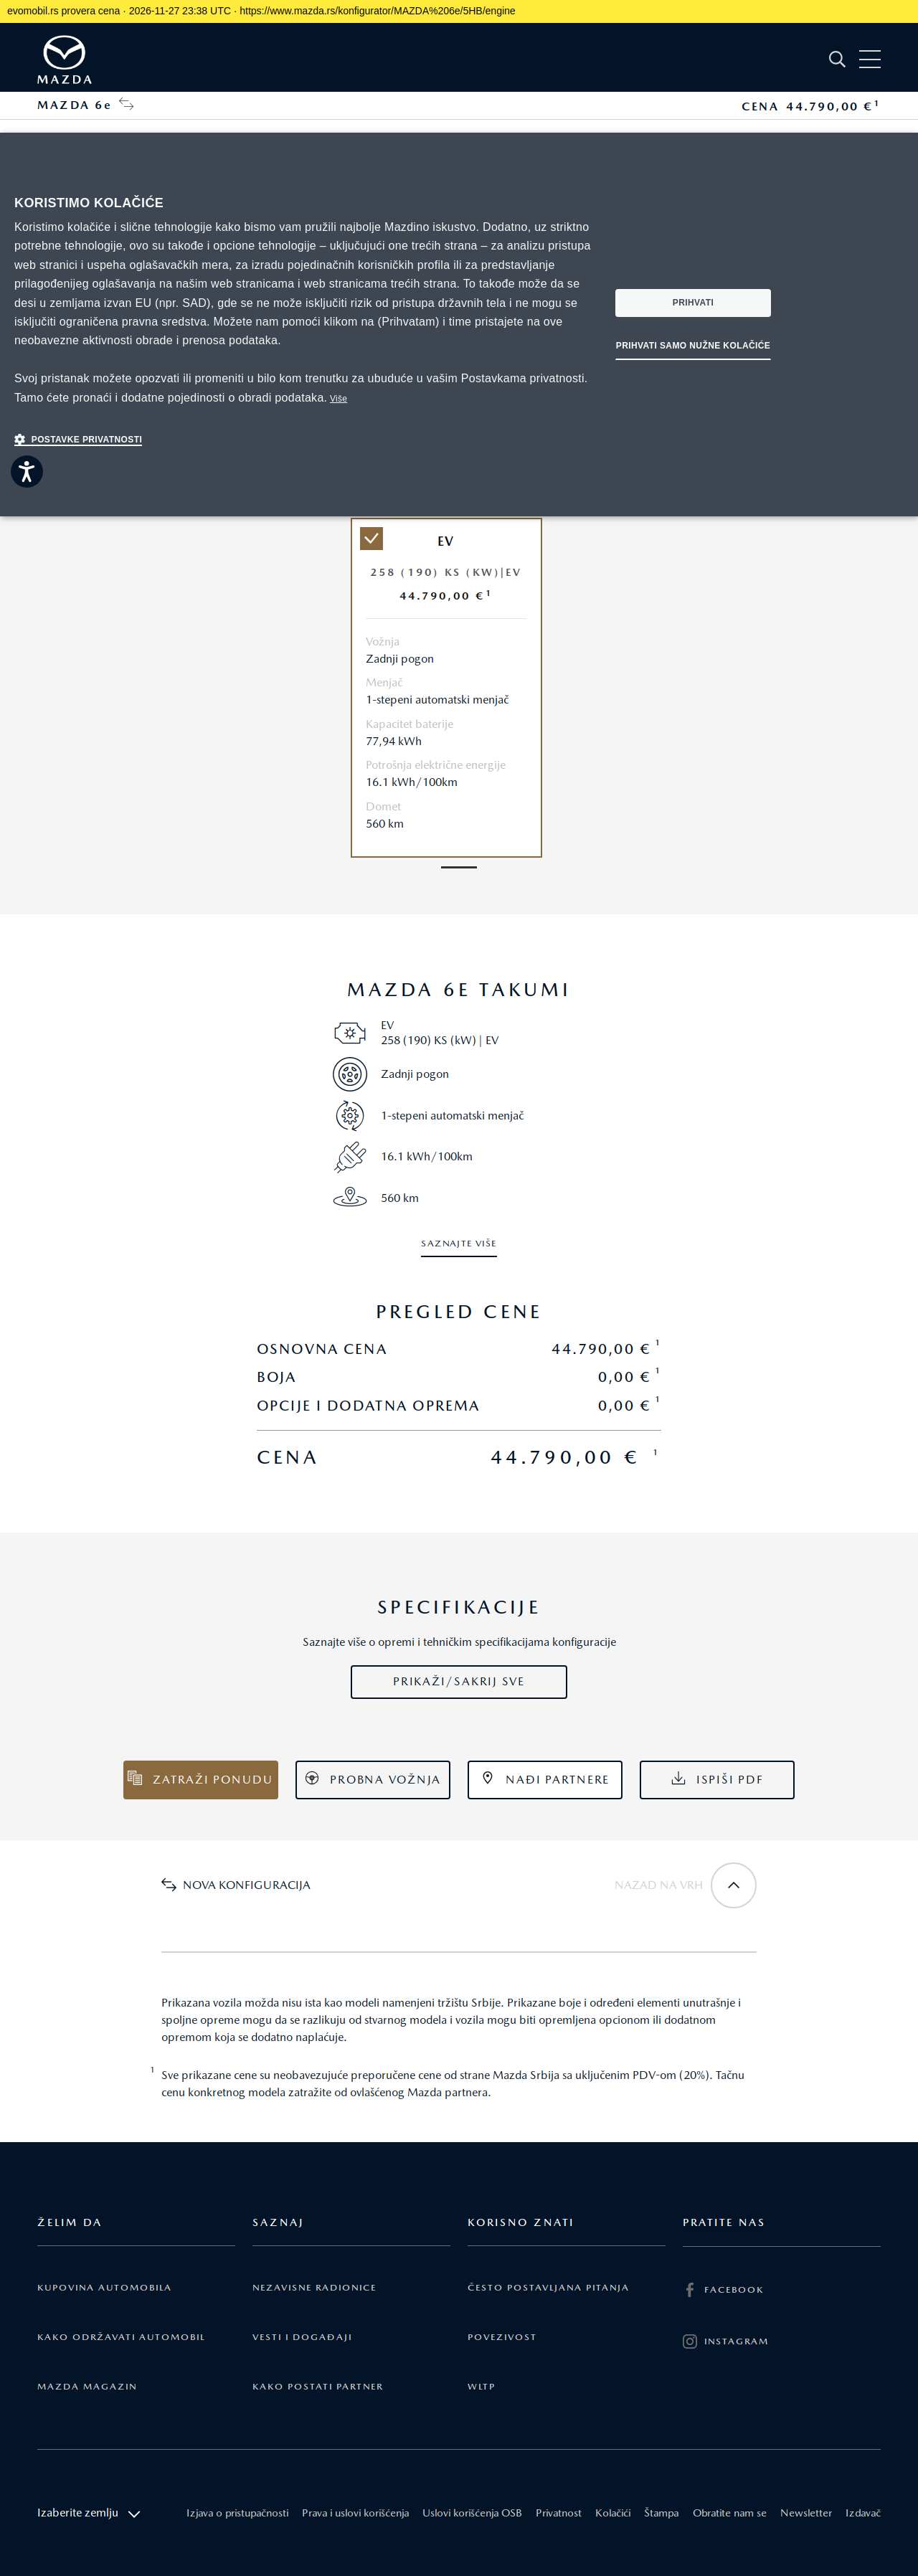 evomobil.rs provera cena · 2026-11-27 23:38 UTC · https://www.mazda.rs/konfigurator/MAZDA%206e/5HB/engine
MAZDA
MAZDA 6e
CENA 44.790,00 €¹
KORISTIMO KOLAČIĆE
Koristimo kolačiće i slične tehnologije kako bismo vam pružili najbolje Mazdino iskustvo. Dodatno, uz striktno
potrebne tehnologije, ovo su takođe i opcione tehnologije – uključujući one trećih strana – za analizu pristupa
web stranici i uspeha oglašavačkih mera, za izradu pojedinačnih korisničkih profila ili za predstavljanje
prilagođenijeg oglašavanja na našim web stranicama i web stranicama trećih strana. To takođe može da se
desi u zemljama izvan EU (npr. SAD), gde se ne može isključiti rizik od pristupa državnih tela i ne mogu se
isključiti ograničena pravna sredstva. Možete nam pomoći klikom na (Prihvatam) i time pristajete na ove
neobavezne aktivnosti obrade i prenosa podataka.
Svoj pristanak možete opozvati ili promeniti u bilo kom trenutku za ubuduće u vašim Postavkama privatnosti.
Tamo ćete pronaći i dodatne pojedinosti o obradi podataka. Više
PRIHVATI
PRIHVATI SAMO NUŽNE KOLAČIĆE
POSTAVKE PRIVATNOSTI
EV
258 (190) KS (KW)|EV
44.790,00 €¹
Vožnja
Zadnji pogon
Menjač
1-stepeni automatski menjač
Kapacitet baterije
77,94 kWh
Potrošnja električne energije
16.1 kWh/100km
Domet
560 km
MAZDA 6E TAKUMI
EV
258 (190) KS (kW) | EV
Zadnji pogon
1-stepeni automatski menjač
16.1 kWh/100km
560 km
SAZNAJTE VIŠE
PREGLED CENE
OSNOVNA CENA 44.790,00 € ¹
BOJA 0,00 € ¹
OPCIJE I DODATNA OPREMA 0,00 € ¹
CENA 44.790,00 € ¹
SPECIFIKACIJE
Saznajte više o opremi i tehničkim specifikacijama konfiguracije
PRIKAŽI/SAKRIJ SVE
ZATRAŽI PONUDU
PROBNA VOŽNJA
NAĐI PARTNERE
ISPIŠI PDF
NOVA KONFIGURACIJA
NAZAD NA VRH
Prikazana vozila možda nisu ista kao modeli namenjeni tržištu Srbije. Prikazane boje i određeni elementi unutrašnje i
spoljne opreme mogu da se razlikuju od stvarnog modela i vozila mogu biti opremljena opcionom ili dodatnom
opremom koja se dodatno naplaćuje.
¹ Sve prikazane cene su neobavezujuće preporučene cene od strane Mazda Srbija sa uključenim PDV-om (20%). Tačnu
cenu konkretnog modela zatražite od ovlašćenog Mazda partnera.
ŽELIM DA
KUPOVINA AUTOMOBILA
KAKO ODRŽAVATI AUTOMOBIL
MAZDA MAGAZIN
SAZNAJ
NEZAVISNE RADIONICE
VESTI I DOGAĐAJI
KAKO POSTATI PARTNER
KORISNO ZNATI
ČESTO POSTAVLJANA PITANJA
POVEZIVOST
WLTP
PRATITE NAS
FACEBOOK
INSTAGRAM
Izaberite zemlju
Izjava o pristupačnosti Prava i uslovi korišćenja Uslovi korišćenja OSB Privatnost Kolačići Štampa Obratite nam se Newsletter Izdavač